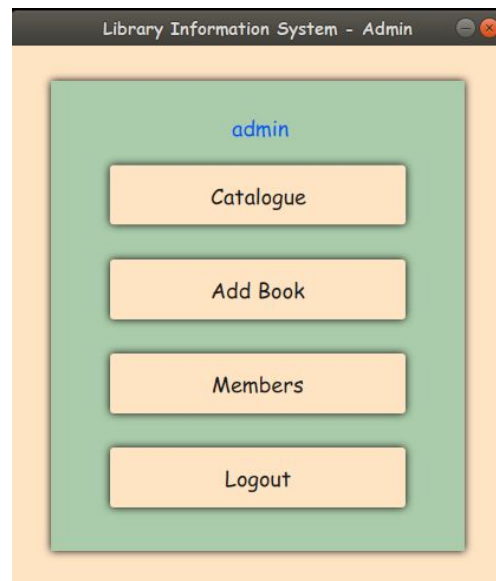 Library Information System - Admin
admin
Catalogue
Add Book
Members
Logout